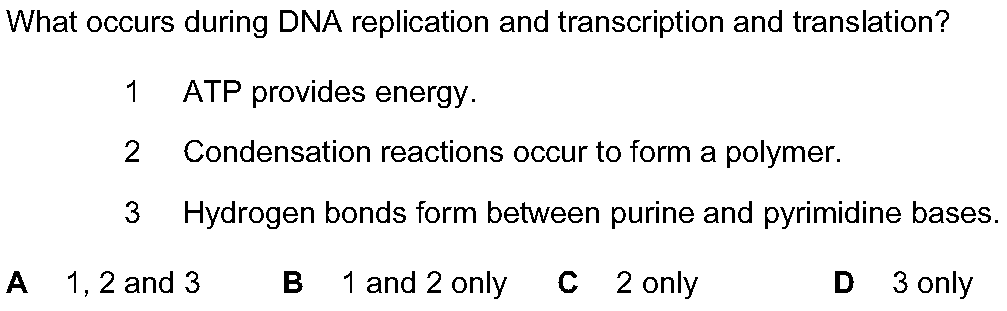 What occurs during DNA replication and transcription and translation?
1 ATP provides energy.
2 Condensation reactions occur to form a polymer.
3 Hydrogen bonds form between purine and pyrimidine bases.
A 1, 2 and 3 B 1 and 2 only C 2 only D 3 only